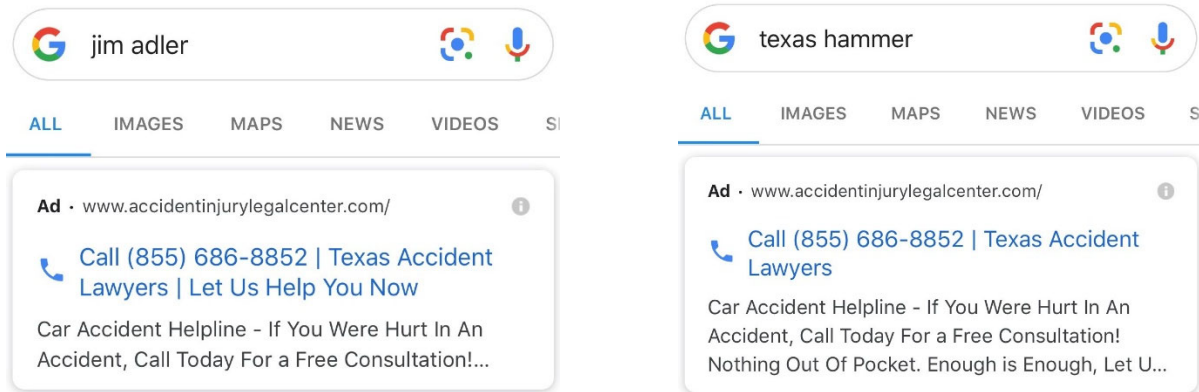 jim adler
ALL IMAGES MAPS NEWS VIDEOS
Ad · www.accidentinjurylegalcenter.com/
Call (855) 686-8852 | Texas Accident
Lawyers | Let Us Help You Now
Car Accident Helpline - If You Were Hurt In An
Accident, Call Today For a Free Consultation!...
texas hammer
ALL IMAGES MAPS NEWS VIDEOS
Ad · www.accidentinjurylegalcenter.com/
Call (855) 686-8852 | Texas Accident
Lawyers
Car Accident Helpline - If You Were Hurt In An
Accident, Call Today For a Free Consultation!
Nothing Out Of Pocket. Enough is Enough, Let U...